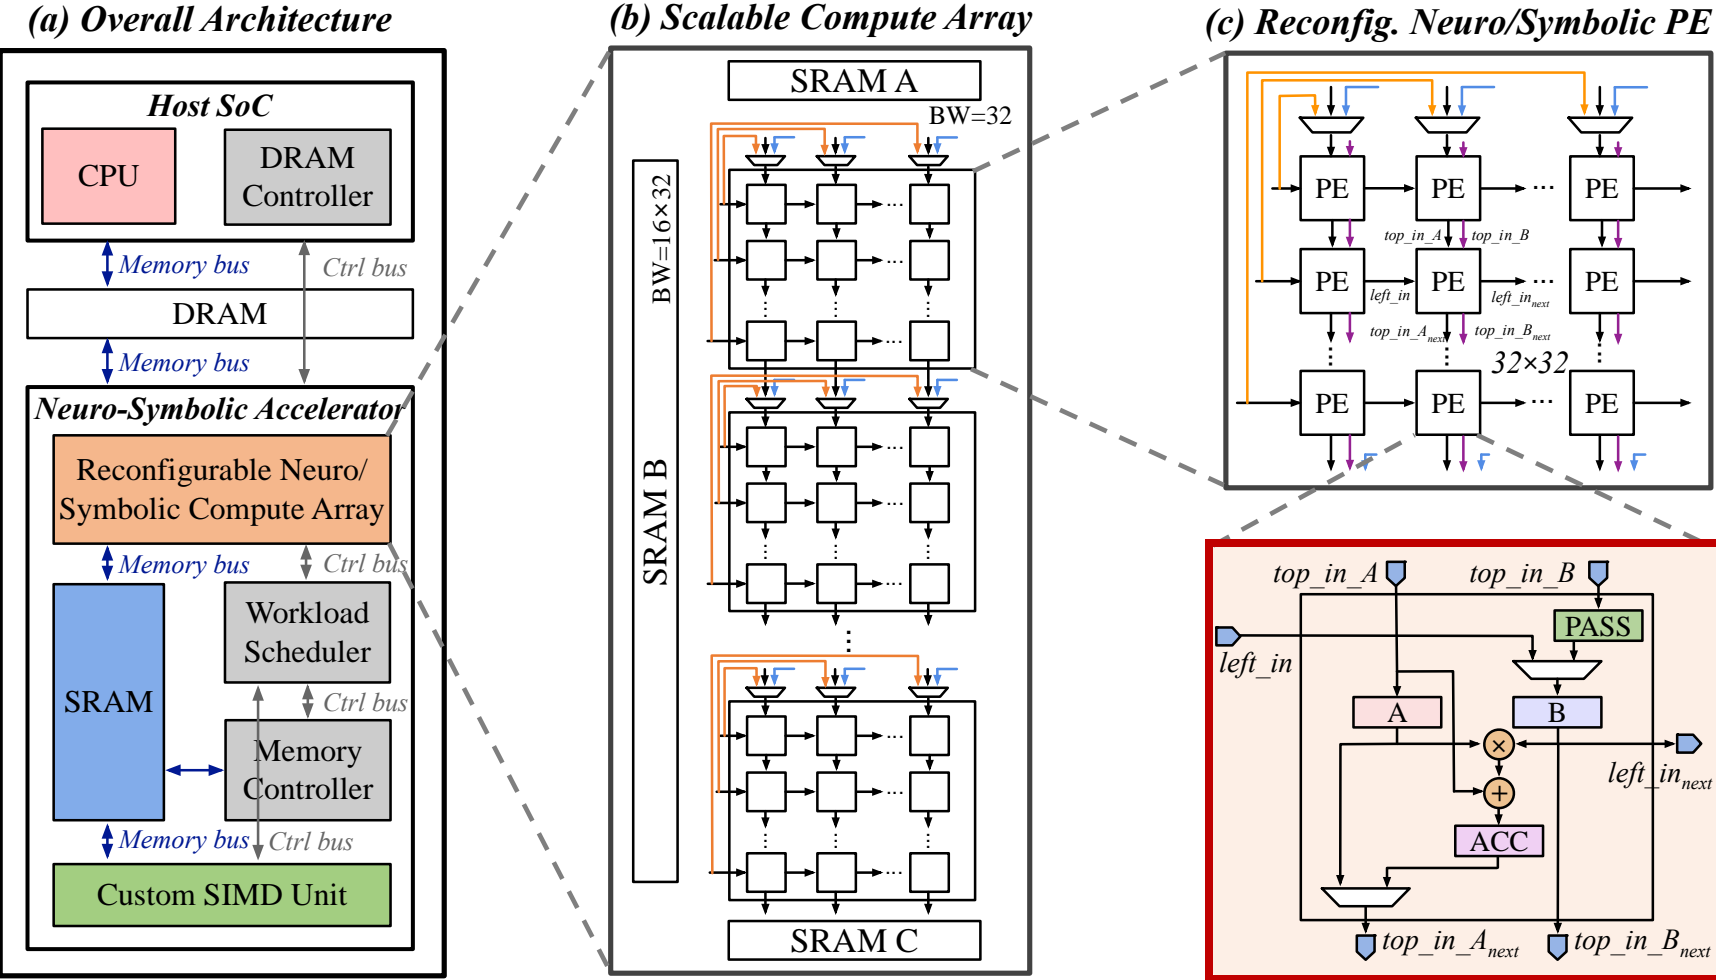 (a) Overall Architecture
Host SoC
CPU
DRAM
Controller
Memory bus
Ctrl bus
DRAM
Memory bus
Neuro-Symbolic Accelerator
Reconfigurable Neuro/
Symbolic Compute Array
Memory bus
Ctrl bus
SRAM
Workload
Scheduler
Ctrl bus
Memory
Controller
Memory bus
Ctrl bus
Custom SIMD Unit
(b) Scalable Compute Array
SRAM A
BW=32
BW=16×32
SRAM B
SRAM C
(c) Reconfig. Neuro/Symbolic PE
PE PE ... PE
top_in_A top_in_B
PE PE ... PE
left_in left_in_next
top_in_A_next top_in_B_next
32×32
PE PE ... PE
top_in_A top_in_B
PASS
left_in
A B
×
left_in_next
+
ACC
top_in_A_next top_in_B_next